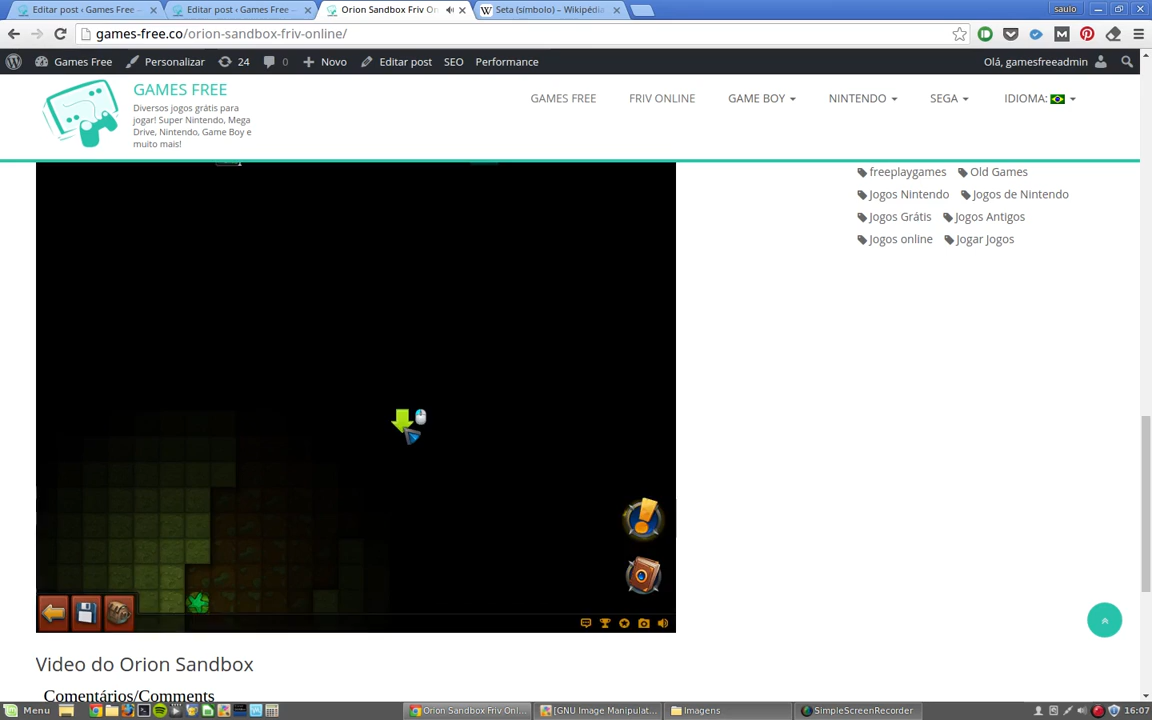 Editar post ‹ Games Free —
Editar post ‹ Games Free —
Orion Sandbox Friv On
Seta (símbolo) – Wikipédia
saulo
games-free.co/orion-sandbox-friv-online/
Games Free
Personalizar
24
0
Novo
Editar post
SEO
Performance
Olá, gamesfreeadmin
GAMES FREE
Diversos jogos grátis para
jogar! Super Nintendo, Mega
Drive, Nintendo, Game Boy e
muito mais!
GAMES FREE
FRIV ONLINE
GAME BOY
NINTENDO
SEGA
IDIOMA:
freeplaygames
Old Games
Jogos Nintendo
Jogos de Nintendo
Jogos Grátis
Jogos Antigos
Jogos online
Jogar Jogos
Video do Orion Sandbox
Comentários/Comments
Menu
Orion Sandbox Friv Onl...
[GNU Image Manipulat...
Imagens
SimpleScreenRecorder
16:07